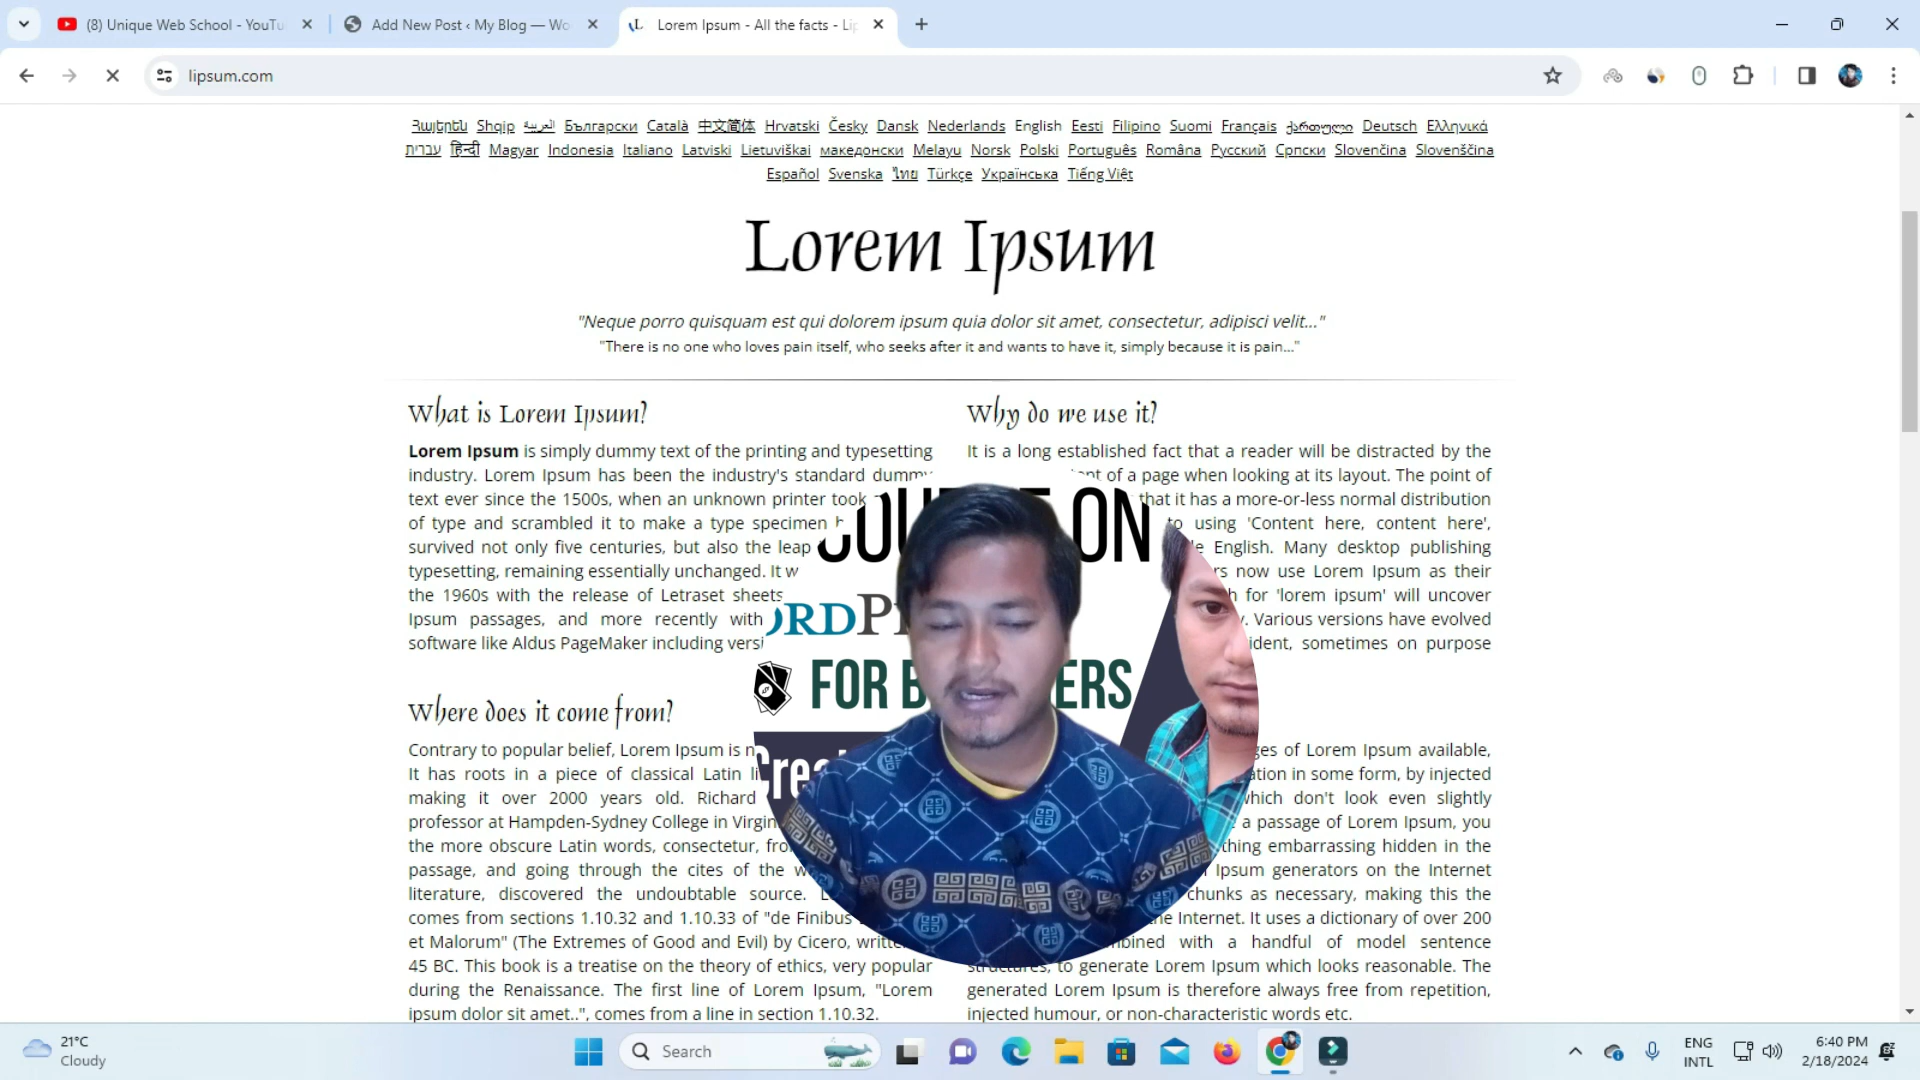 (8) Unique Web School - YouTu
Add New Post ‹ My Blog — Wo
Lorem Ipsum - All the facts - Lip
lipsum.com
Հայերեն Shqip العربية Български Català 中文简体 Hrvatski Česky Dansk Nederlands English Eesti Filipino Suomi Français ქართული Deutsch Ελληνικά
עברית हिन्दी Magyar Indonesia Italiano Latviski Lietuviškai македонски Melayu Norsk Polski Português Româna Русский Српски Slovenčina Slovenščina
Español Svenska ไทย Türkçe Українська Tiếng Việt
Lorem Ipsum
"Neque porro quisquam est qui dolorem ipsum quia dolor sit amet, consectetur, adipisci velit..."
"There is no one who loves pain itself, who seeks after it and wants to have it, simply because it is pain..."
What is Lorem Ipsum?
Lorem Ipsum is simply dummy text of the printing and typesetting
industry. Lorem Ipsum has been the industry's standard dummy
text ever since the 1500s, when an unknown printer took
of type and scrambled it to make a type specimen
survived not only five centuries, but also the leap
typesetting, remaining essentially unchanged. It w
the 1960s with the release of Letraset sheets
Ipsum passages, and more recently with
software like Aldus PageMaker including versi
Where does it come from?
Contrary to popular belief, Lorem Ipsum is n
It has roots in a piece of classical Latin li
making it over 2000 years old. Richard
professor at Hampden-Sydney College in Virgin
the more obscure Latin words, consectetur, fro
passage, and going through the cites of the w
literature, discovered the undoubtable source. L
comes from sections 1.10.32 and 1.10.33 of "de Finibus
et Malorum" (The Extremes of Good and Evil) by Cicero, writte
45 BC. This book is a treatise on the theory of ethics, very popular
during the Renaissance. The first line of Lorem Ipsum, "Lorem
ipsum dolor sit amet..", comes from a line in section 1.10.32.
Why do we use it?
It is a long established fact that a reader will be distracted by the
of a page when looking at its layout. The point of
that it has a more-or-less normal distribution
to using 'Content here, content here',
English. Many desktop publishing
now use Lorem Ipsum as their
for 'lorem ipsum' will uncover
Various versions have evolved
ident, sometimes on purpose
ges of Lorem Ipsum available,
ation in some form, by injected
which don't look even slightly
a passage of Lorem Ipsum, you
thing embarrassing hidden in the
Ipsum generators on the Internet
chunks as necessary, making this the
Internet. It uses a dictionary of over 200
mbined with a handful of model sentence
structures, to generate Lorem Ipsum which looks reasonable. The
generated Lorem Ipsum is therefore always free from repetition,
injected humour, or non-characteristic words etc.
ON
ORDP
FOR B ERS
Crea
21°C
Cloudy
Search
ENG
INTL
6:40 PM
2/18/2024